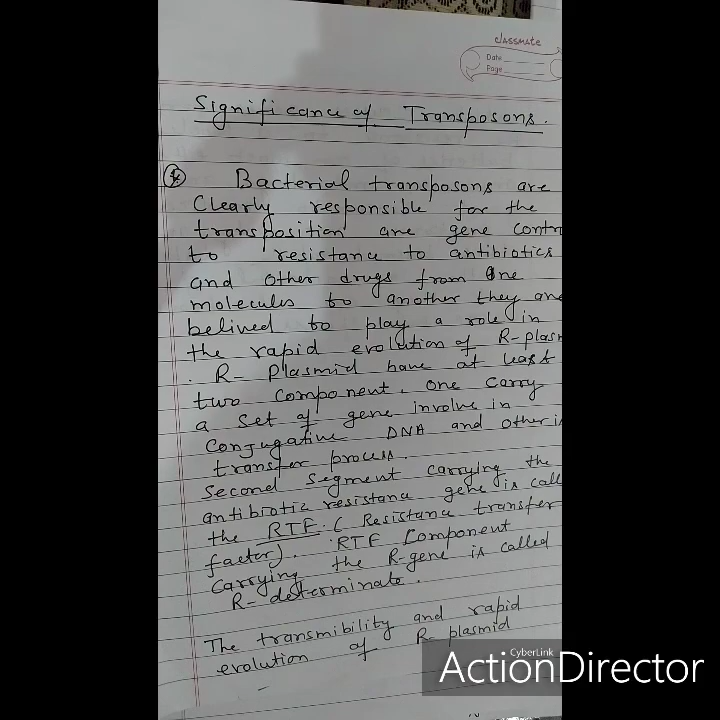 classmate
Date
Page
Significance of Transposons.
Bacterial transposons are
Clearly responsible for the
transposition are gene contro
to resistance to antibiotics
and other drugs from one
molecules to another they are
belived to play a role in
the rapid evolution of R-plasm
. R- Plasmid have at least
two component. one carry
a set of gene involve in
conjugative DNA and other i
transfer process.
Second segment carrying the
antibiotic resistance gene is call
the RTF. ( Resistance transfer
factor). RTF Component
carrying the R-gene is called
R-determinate.
The transmibility and rapid
evolution of R-plasmid
CyberLink
ActionDirector